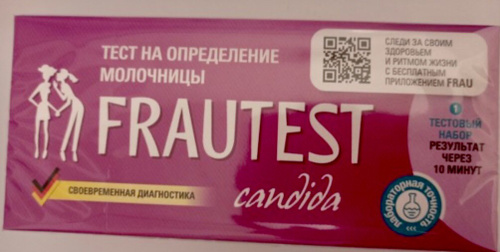 ТЕСТ НА ОПРЕДЕЛЕНИЕ
МОЛОЧНИЦЫ
FRAUTEST
candida
СВОЕВРЕМЕННАЯ ДИАГНОСТИКА
СЛЕДИ ЗА СВОИМ
ЗДОРОВЬЕМ
И РИТМОМ ЖИЗНИ
С БЕСПЛАТНЫМ
ПРИЛОЖЕНИЕМ FRAU
1
ТЕСТОВЫЙ
НАБОР
РЕЗУЛЬТАТ
ЧЕРЕЗ
10 МИНУТ
лабораторная точность